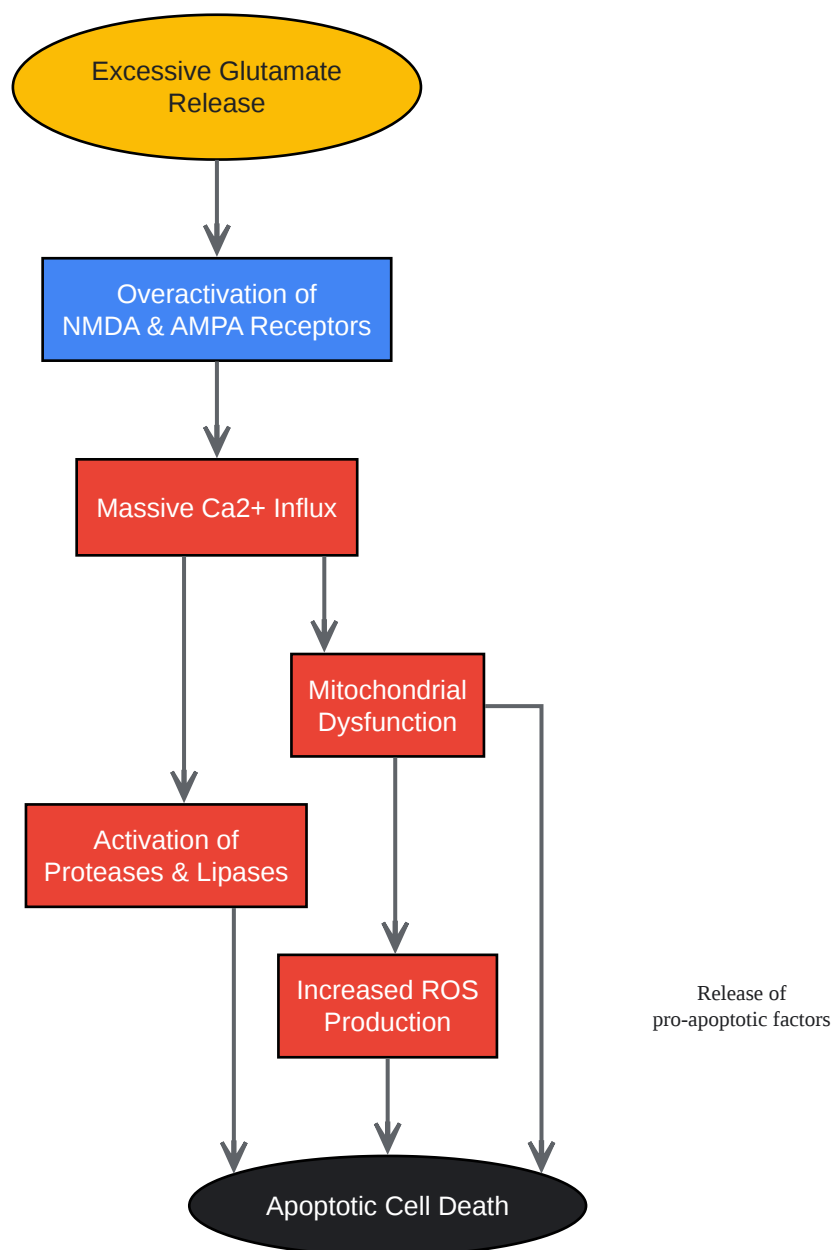 Excessive Glutamate
Release
Overactivation of
NMDA & AMPA Receptors
Massive Ca2+ Influx
Mitochondrial
Dysfunction
Activation of
Proteases & Lipases
Increased ROS
Production
Release of
pro-apoptotic factors
Apoptotic Cell Death